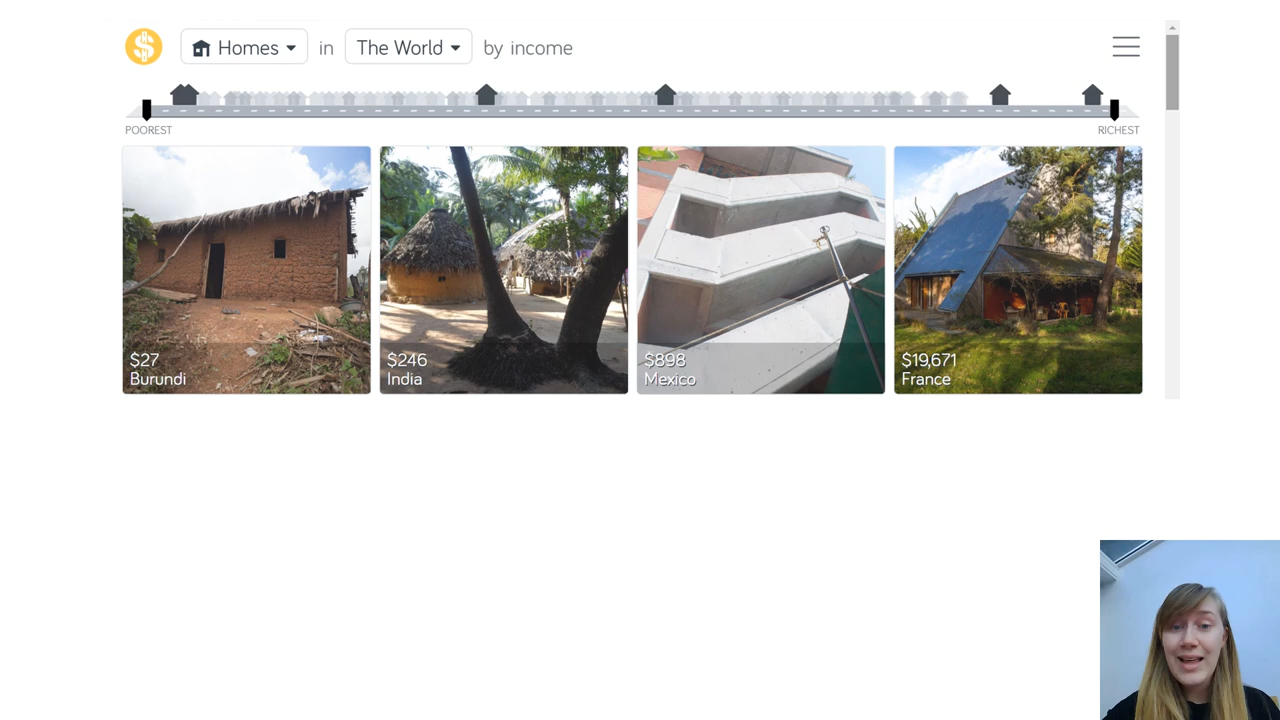 Homes in The World by income
POOREST
RICHEST
$27
Burundi
$246
India
$898
Mexico
$19,671
France